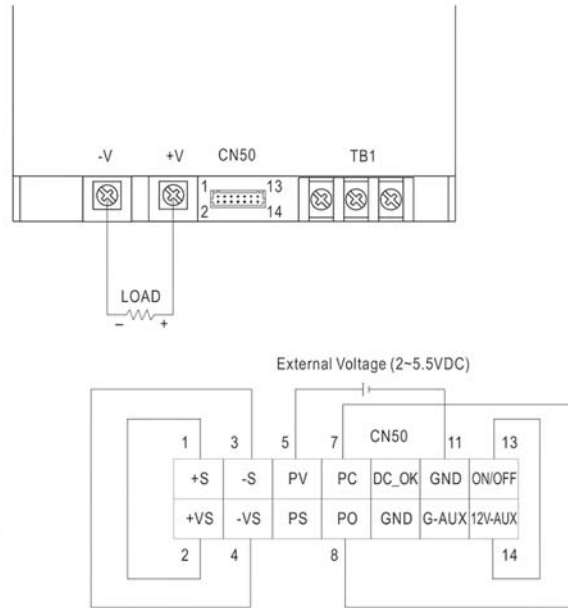 -V +V CN50 TB1
1 13
2 14
LOAD
– +
External Voltage (2~5.5VDC)
1 3 5 7 CN50 11 13
+S -S PV PC DC_OK GND ON/OFF
+VS -VS PS PO GND G-AUX 12V-AUX
2 4 8 14